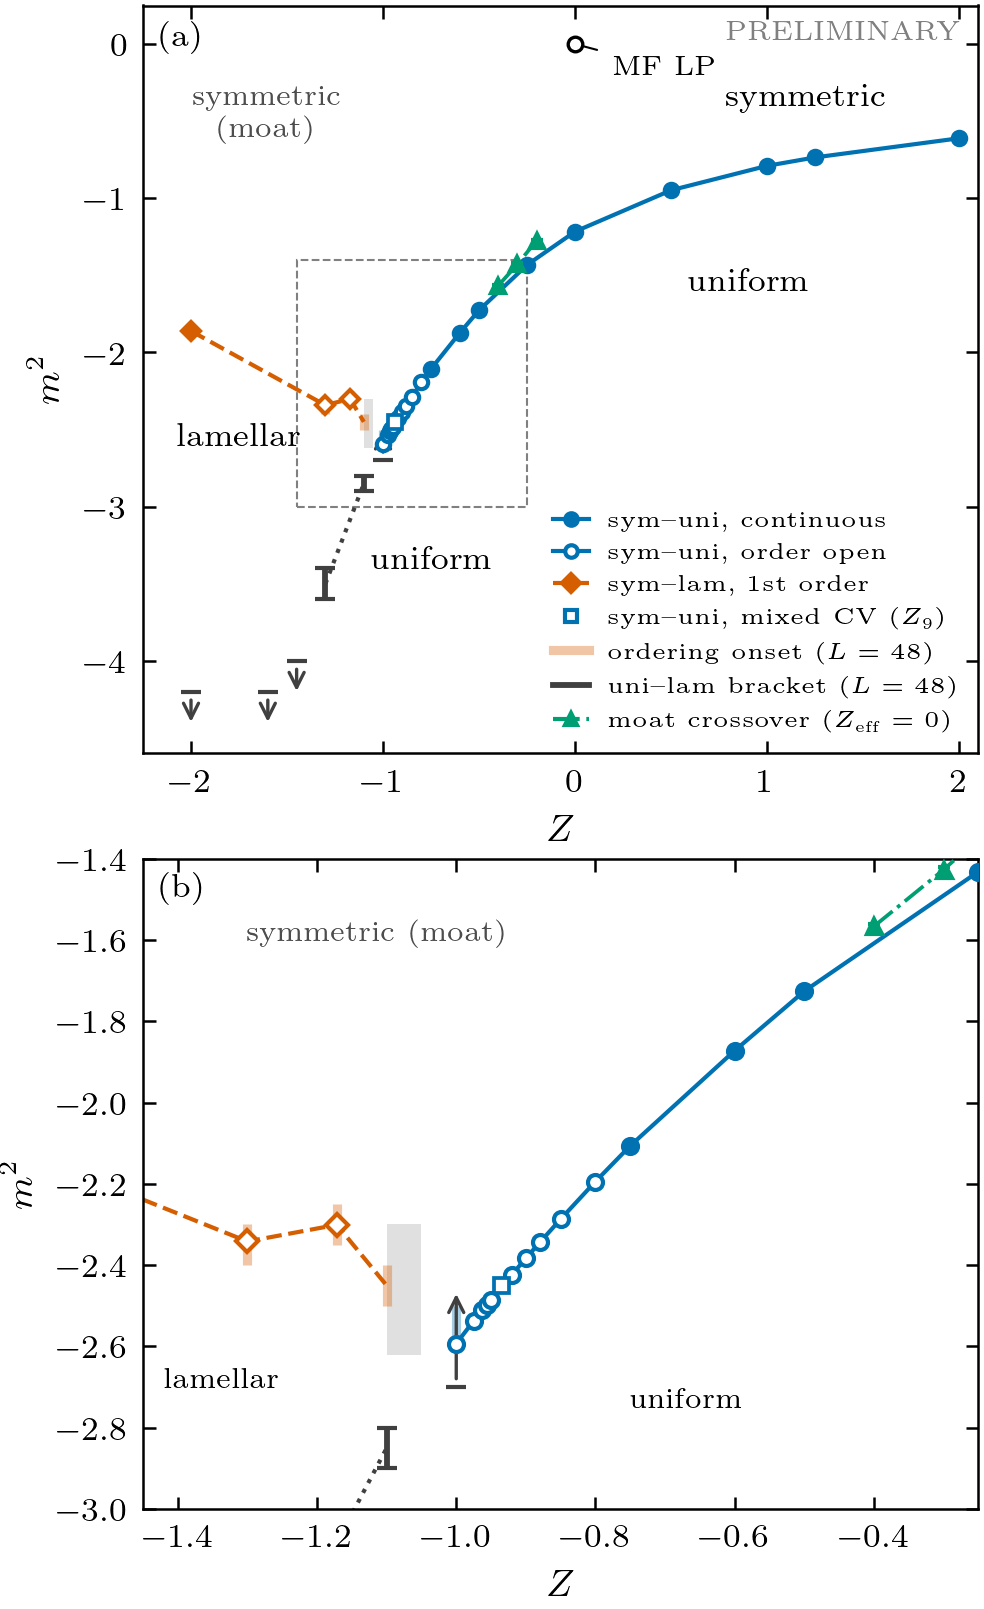 (a)
PRELIMINARY
MF LP
symmetric
(moat)
symmetric
uniform
lamellar
uniform
sym–uni, continuous
sym–uni, order open
sym–lam, 1st order
sym–uni, mixed CV (Z₉)
ordering onset (L = 48)
uni–lam bracket (L = 48)
moat crossover (Z_eff = 0)
0
−1
−2
−3
−4
m²
−2 −1 0 1 2
Z
(b)
symmetric (moat)
lamellar
uniform
−1.4
−1.6
−1.8
−2.0
−2.2
−2.4
−2.6
−2.8
−3.0
m²
−1.4 −1.2 −1.0 −0.8 −0.6 −0.4
Z